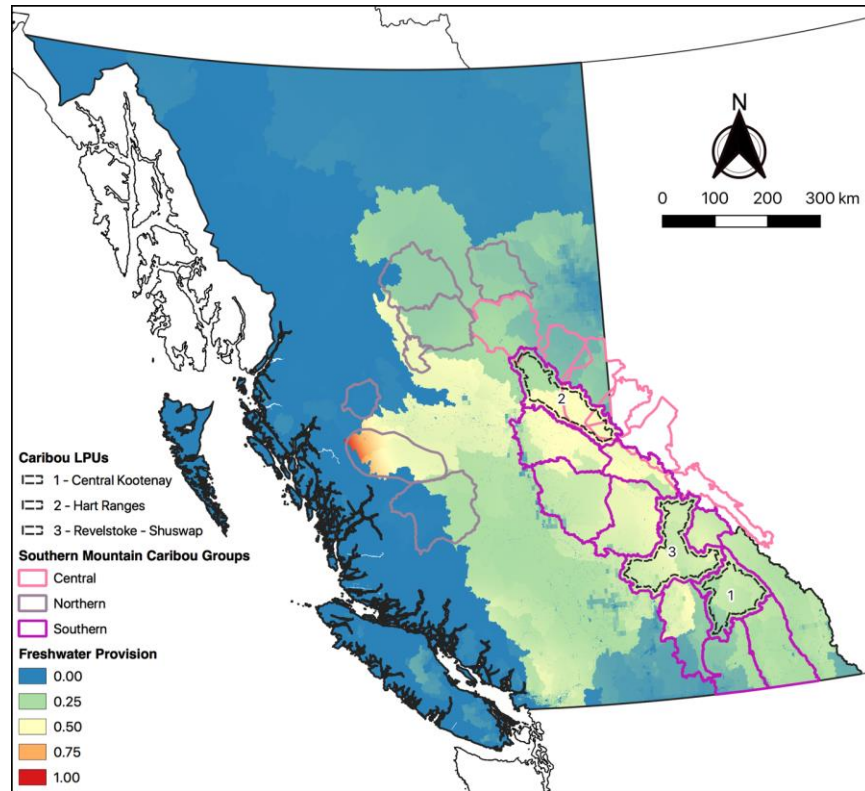 N
0 100 200 300 km
2
3
1
Caribou LPUs
1 - Central Kootenay
2 - Hart Ranges
3 - Revelstoke - Shuswap
Southern Mountain Caribou Groups
Central
Northern
Southern
Freshwater Provision
0.00
0.25
0.50
0.75
1.00